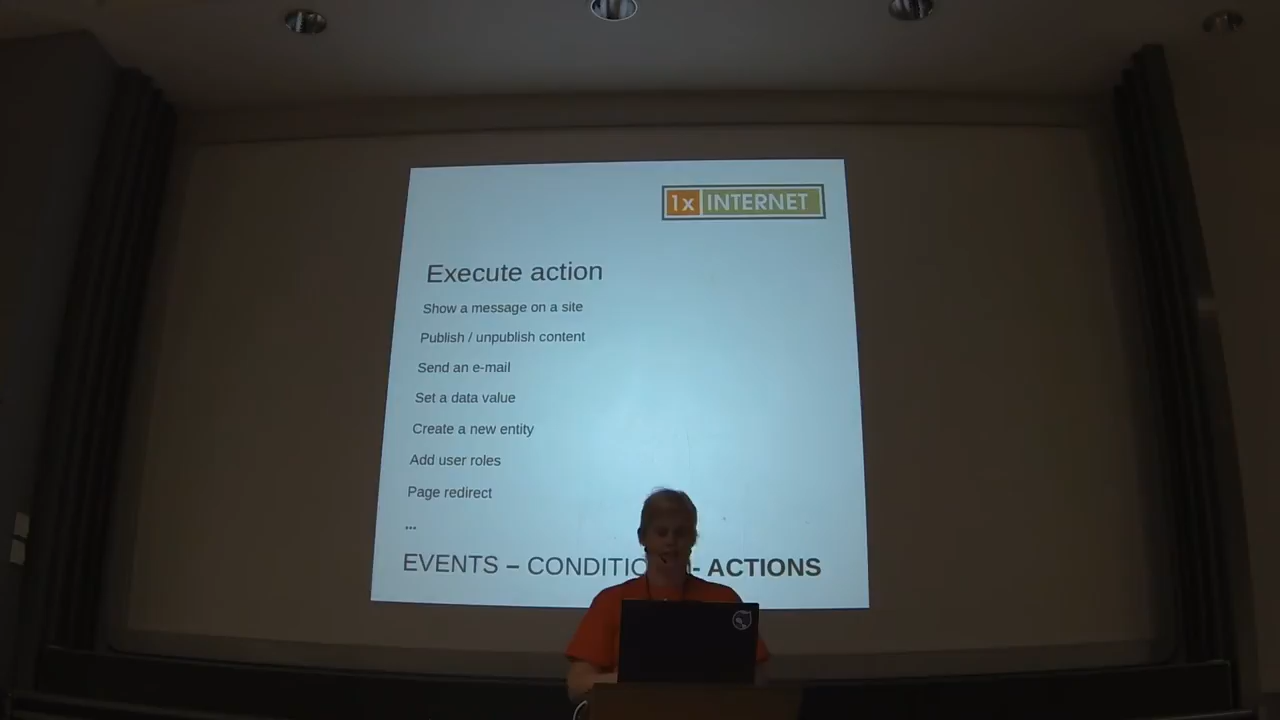 1x INTERNET
Execute action
Show a message on a site
Publish / unpublish content
Send an e-mail
Set a data value
Create a new entity
Add user roles
Page redirect
...
EVENTS – - ACTIONS